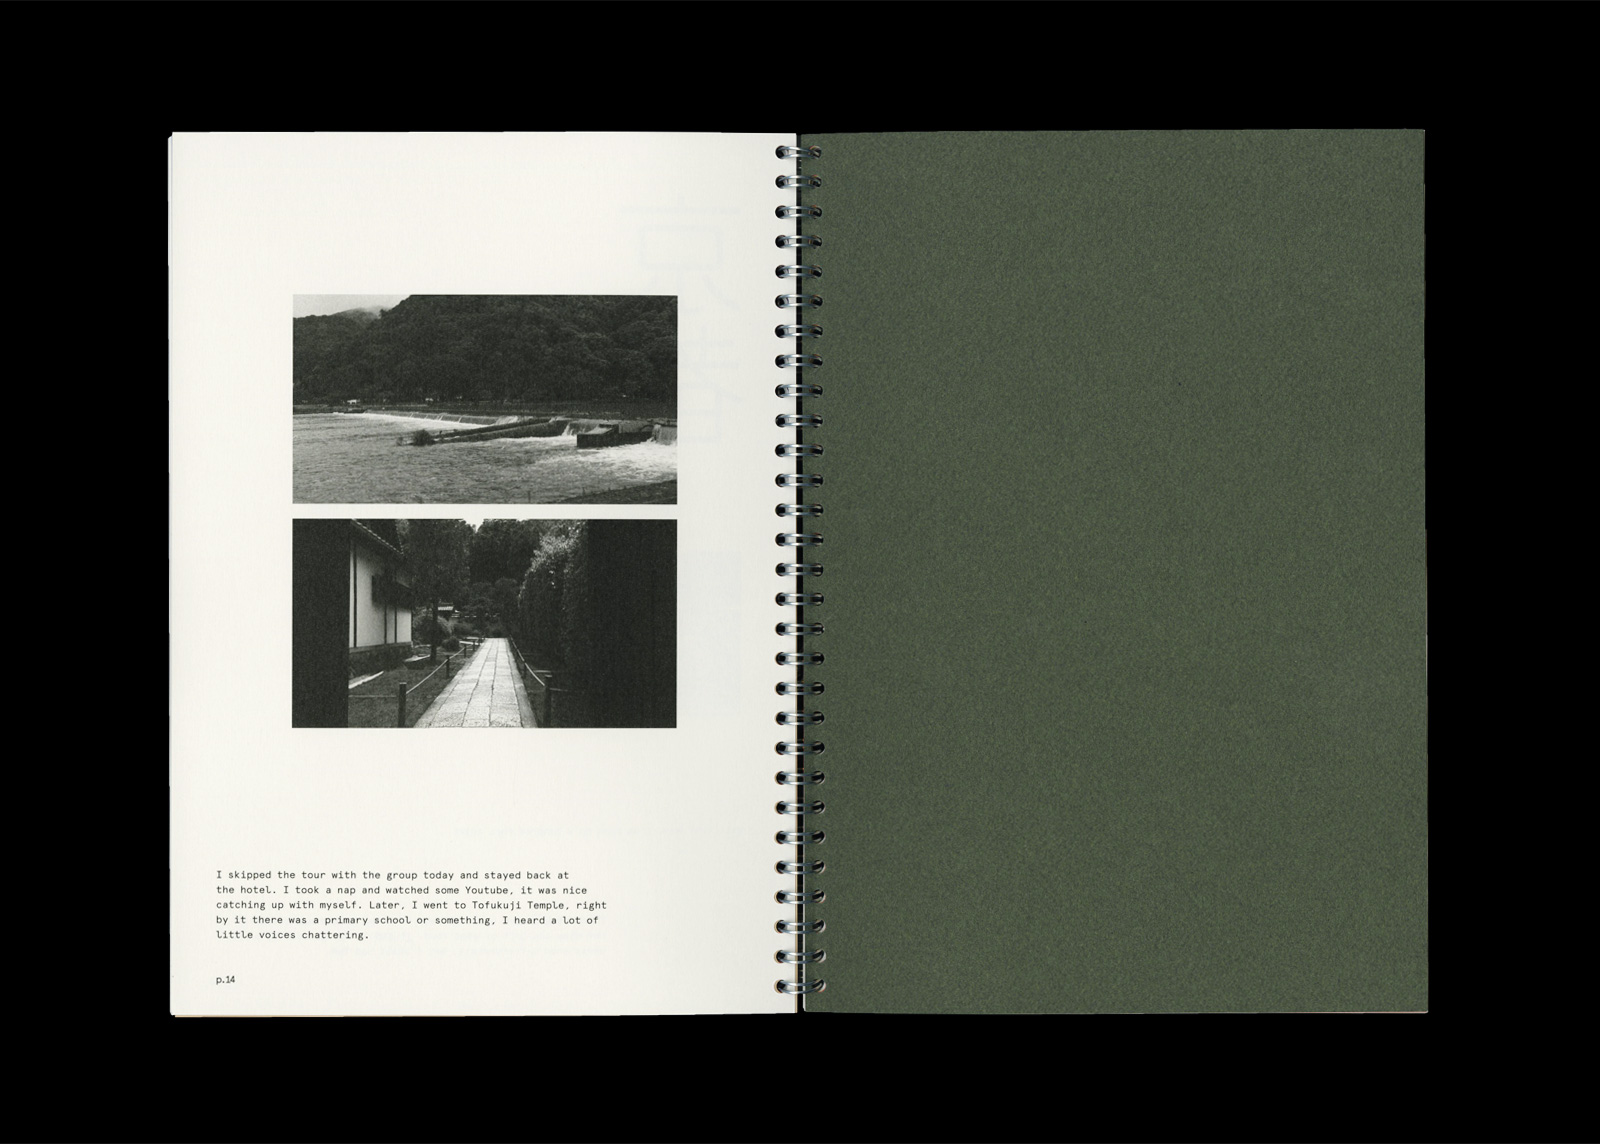 I skipped the tour with the group today and stayed back at
the hotel. I took a nap and watched some Youtube, it was nice
catching up with myself. Later, I went to Tofukuji Temple, right
by it there was a primary school or something, I heard a lot of
little voices chattering.
p.14